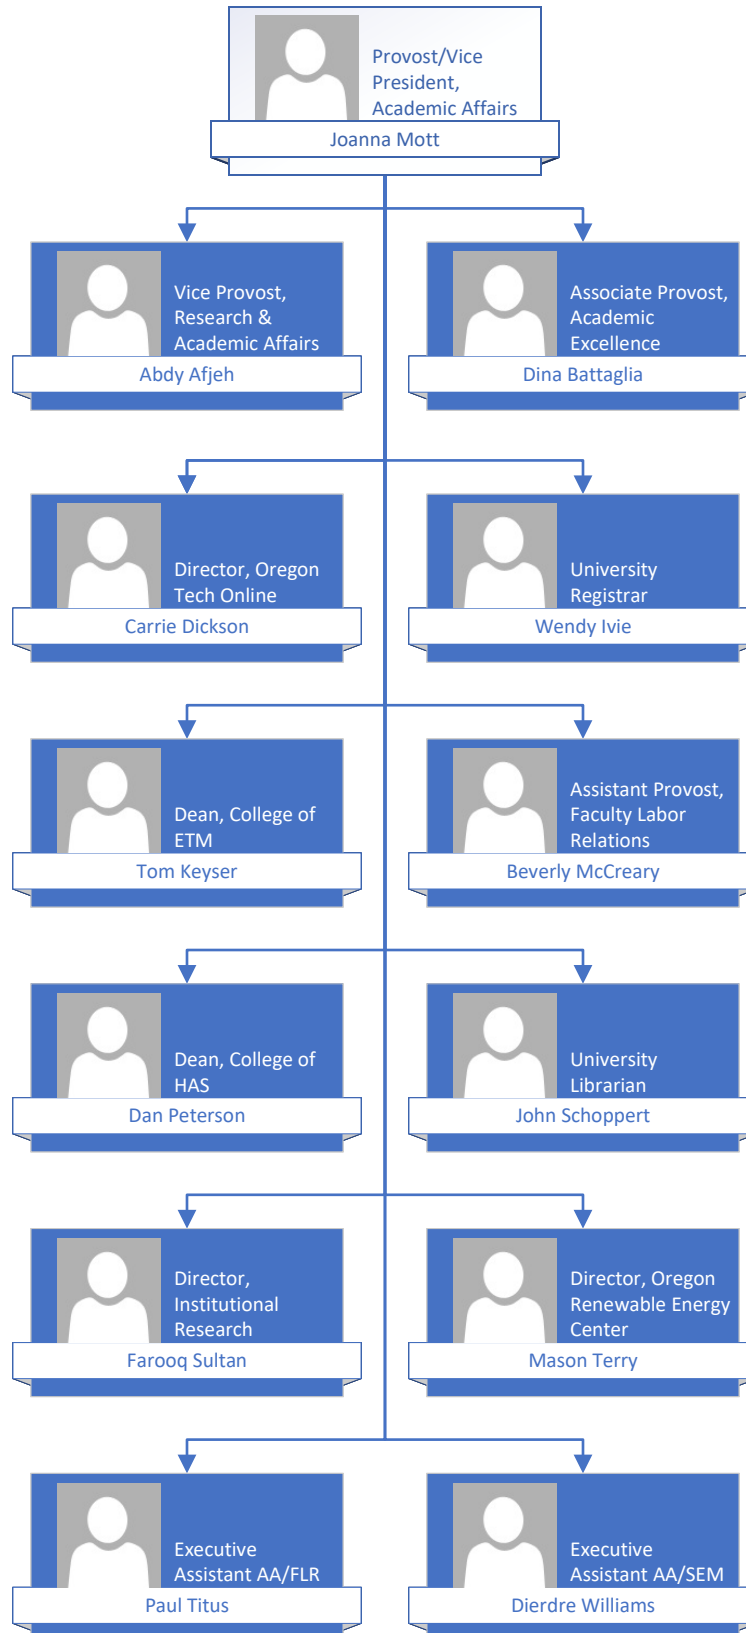 Provost/Vice
President,
Academic Affairs
Joanna Mott
Vice Provost,
Research &
Academic Affairs
Abdy Afjeh
Associate Provost,
Academic
Excellence
Dina Battaglia
Director, Oregon
Tech Online
Carrie Dickson
University
Registrar
Wendy Ivie
Dean, College of
ETM
Tom Keyser
Assistant Provost,
Faculty Labor
Relations
Beverly McCreary
Dean, College of
HAS
Dan Peterson
University
Librarian
John Schoppert
Director,
Institutional
Research
Farooq Sultan
Director, Oregon
Renewable Energy
Center
Mason Terry
Executive
Assistant AA/FLR
Paul Titus
Executive
Assistant AA/SEM
Dierdre Williams